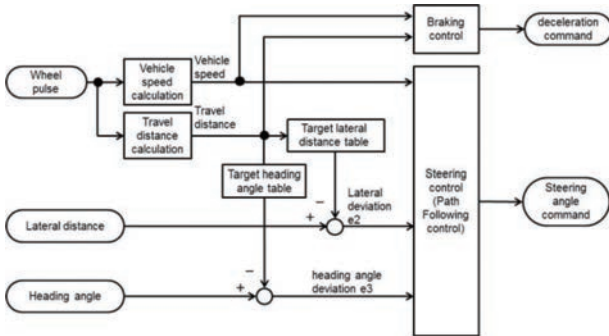 Wheel
pulse
Vehicle
speed
calculation
Vehicle
speed
Travel
distance
calculation
Travel
distance
Braking
control
deceleration
command
Target lateral
distance table
Target heading
angle table
Steering
control
(Path
Following
control)
Steering
angle
command
Lateral distance
+
−
Lateral
deviation
e2
Heading angle
+
−
heading angle
deviation e3